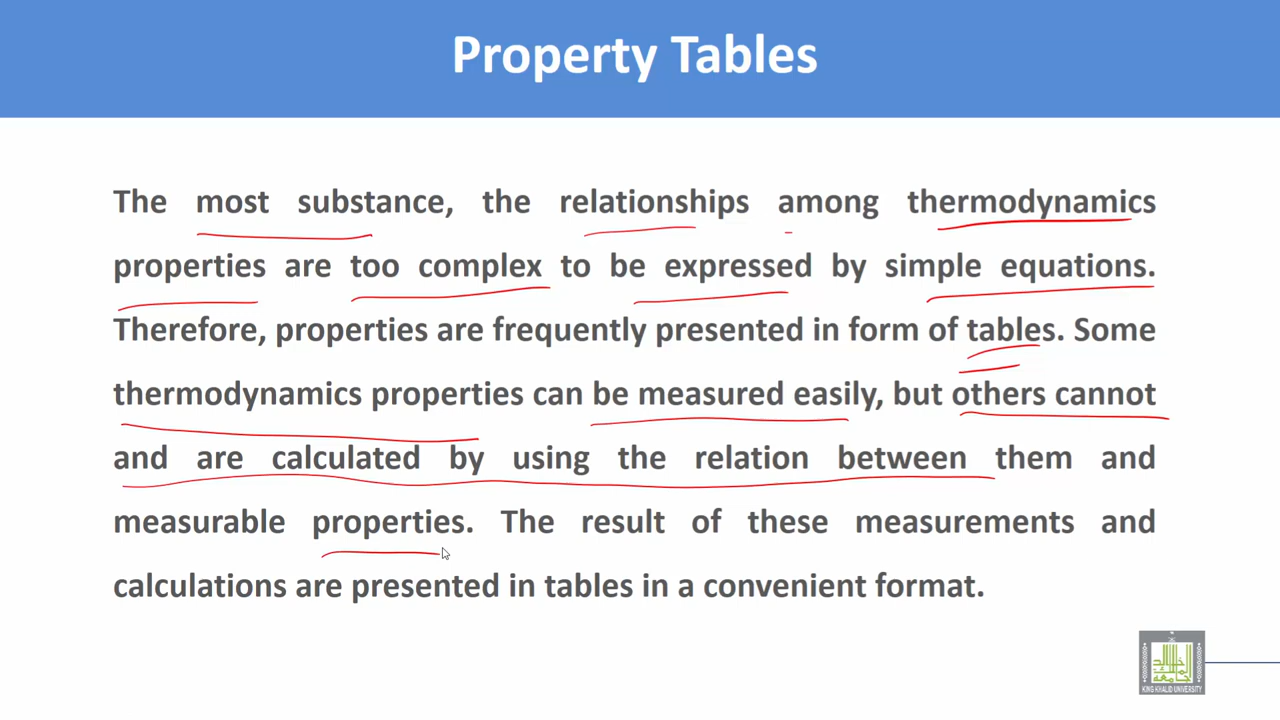 Property Tables
The most substance, the relationships among thermodynamics
properties are too complex to be expressed by simple equations.
Therefore, properties are frequently presented in form of tables. Some
thermodynamics properties can be measured easily, but others cannot
and are calculated by using the relation between them and
measurable properties. The result of these measurements and
calculations are presented in tables in a convenient format.
KING KHALID UNIVERSITY